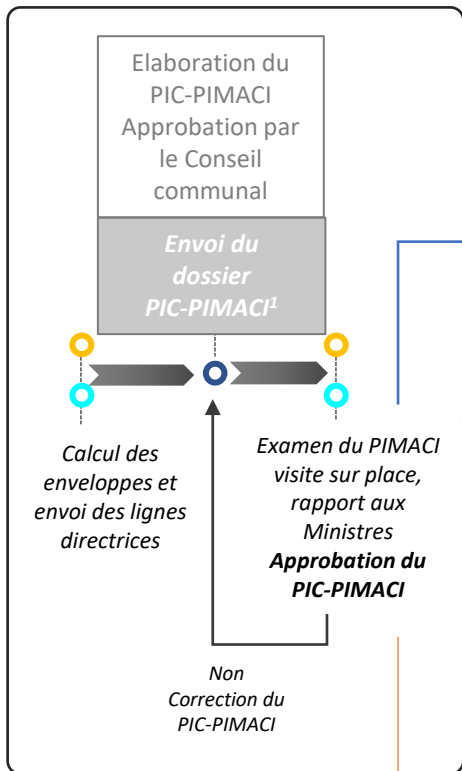 Elaboration du
PIC-PIMACI
Approbation par
le Conseil
communal
Envoi du
dossier
PIC-PIMACI¹
Calcul des
enveloppes et
envoi des lignes
directrices
Examen du PIMACI
visite sur place,
rapport aux
Ministres
Approbation du
PIC-PIMACI
Non
Correction du
PIC-PIMACI